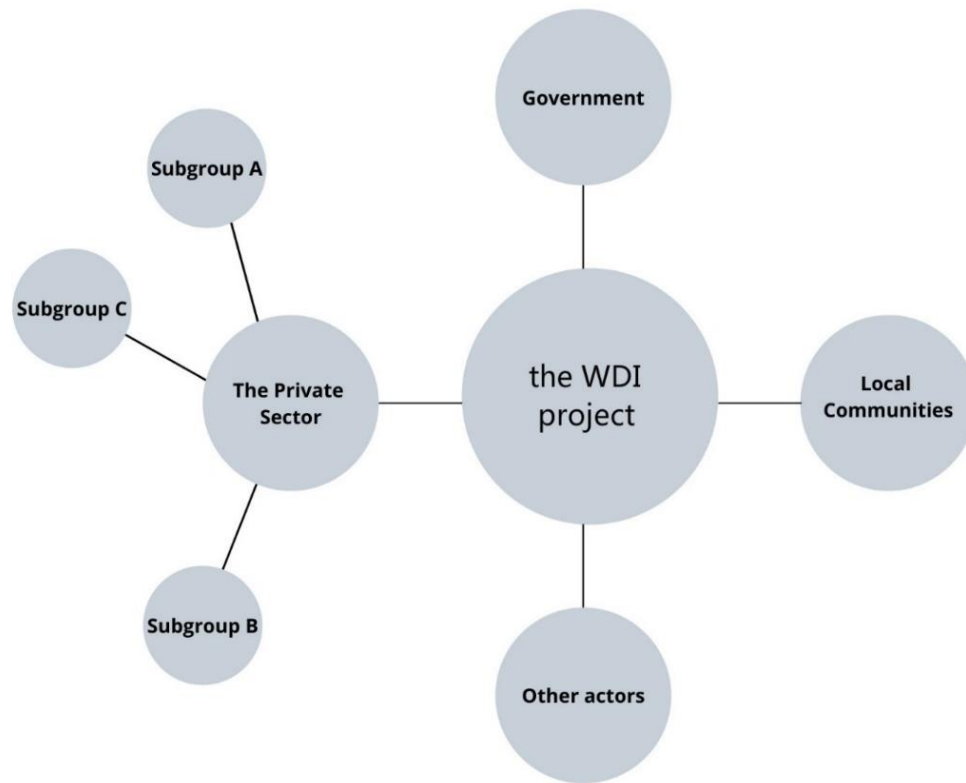 Government
Subgroup A
Subgroup C
The Private
Sector
the WDI
project
Local
Communities
Subgroup B
Other actors